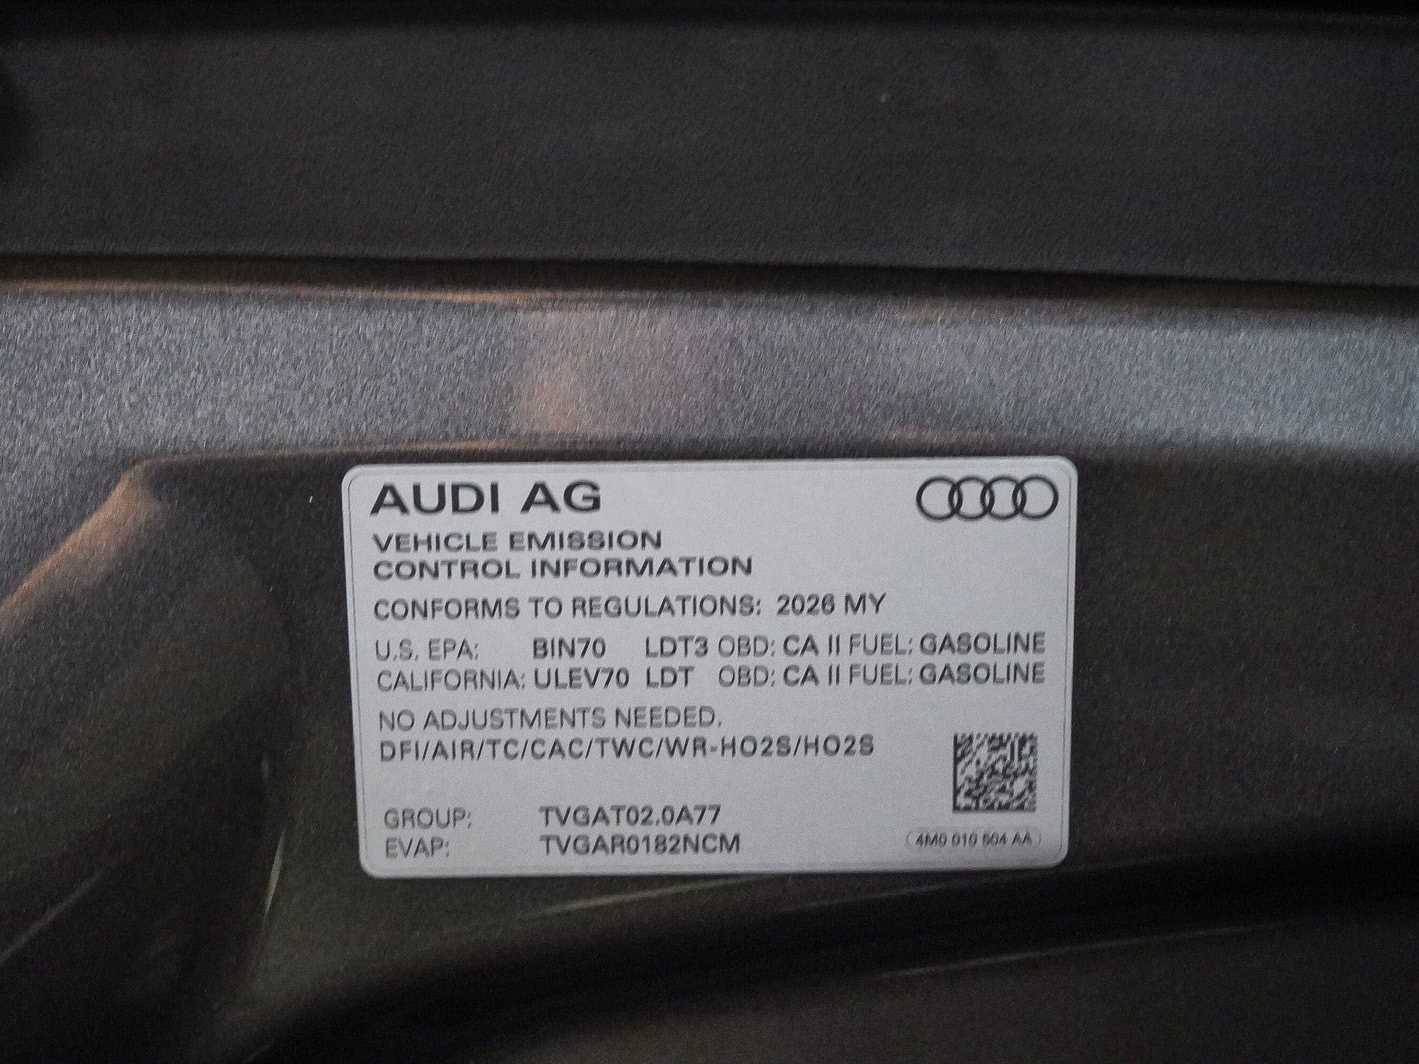 AUDI AG
VEHICLE EMISSION
CONTROL INFORMATION
CONFORMS TO REGULATIONS: 2026 MY
U.S. EPA: BIN70 LDT3 OBD: CA II FUEL: GASOLINE
CALIFORNIA: ULEV70 LDT OBD: CA II FUEL: GASOLINE
NO ADJUSTMENTS NEEDED.
DFI/AIR/TC/CAC/TWC/WR-HO2S/HO2S
GROUP: TVGAT02.0A77
EVAP: TVGAR0182NCM
4M0 010 604 AA